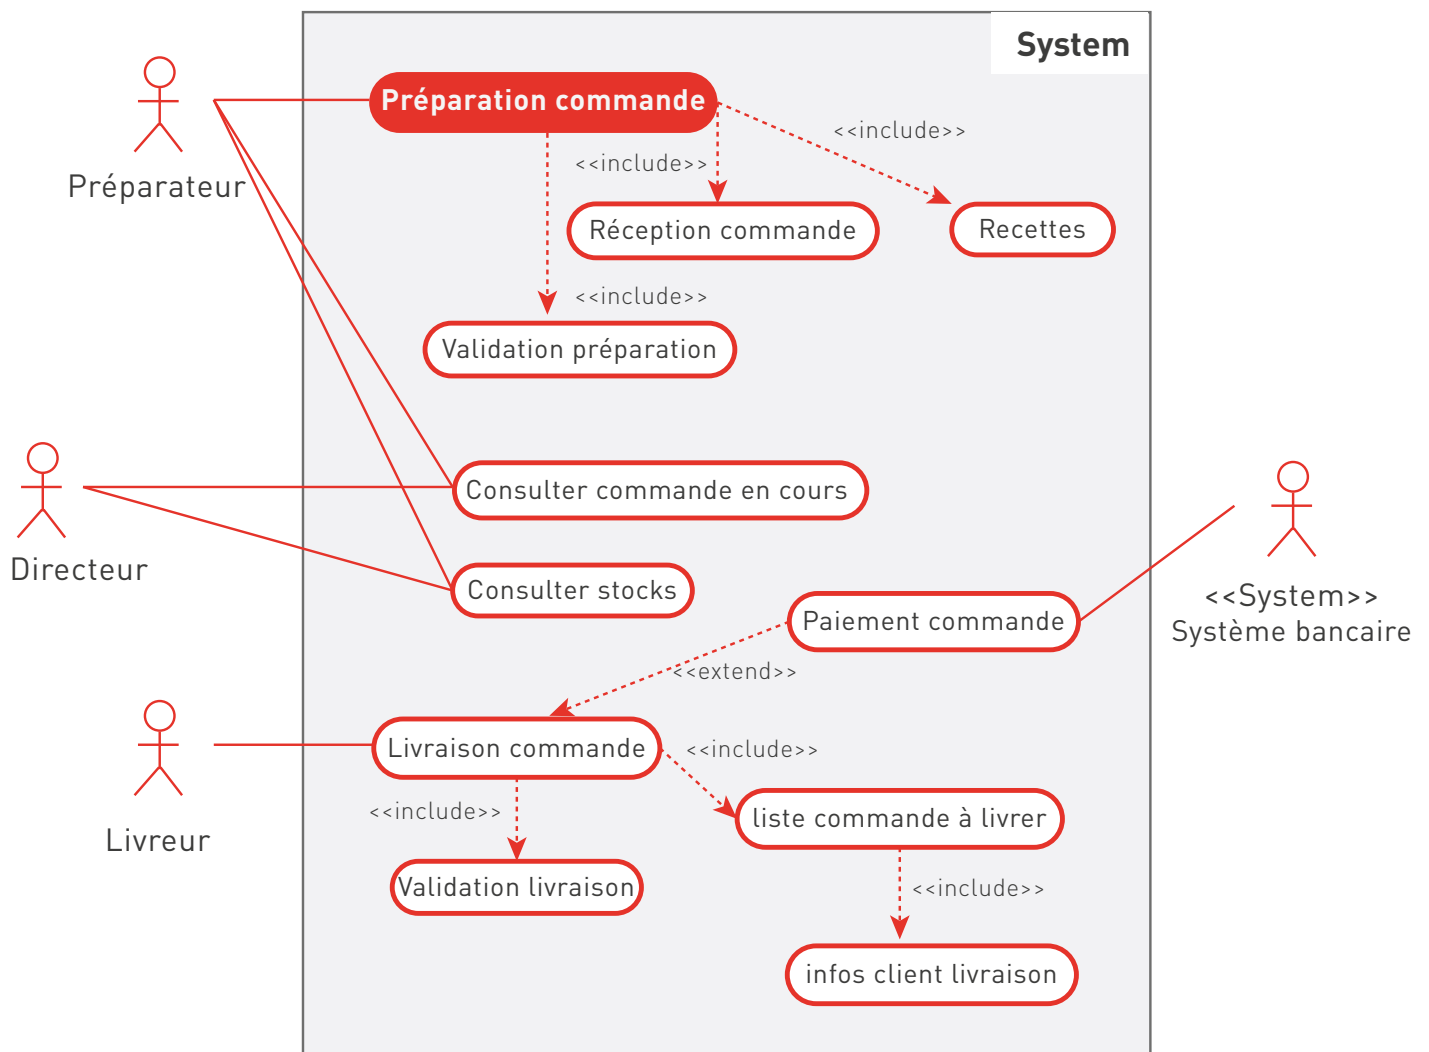 System
Préparation commande
<<include>>
<<include>>
Préparateur
Réception commande
Recettes
<<include>>
Validation préparation
Consulter commande en cours
Directeur
Consulter stocks
<<System>>
Système bancaire
Paiement commande
<<extend>>
Livraison commande
<<include>>
<<include>>
liste commande à livrer
Livreur
Validation livraison
<<include>>
infos client livraison